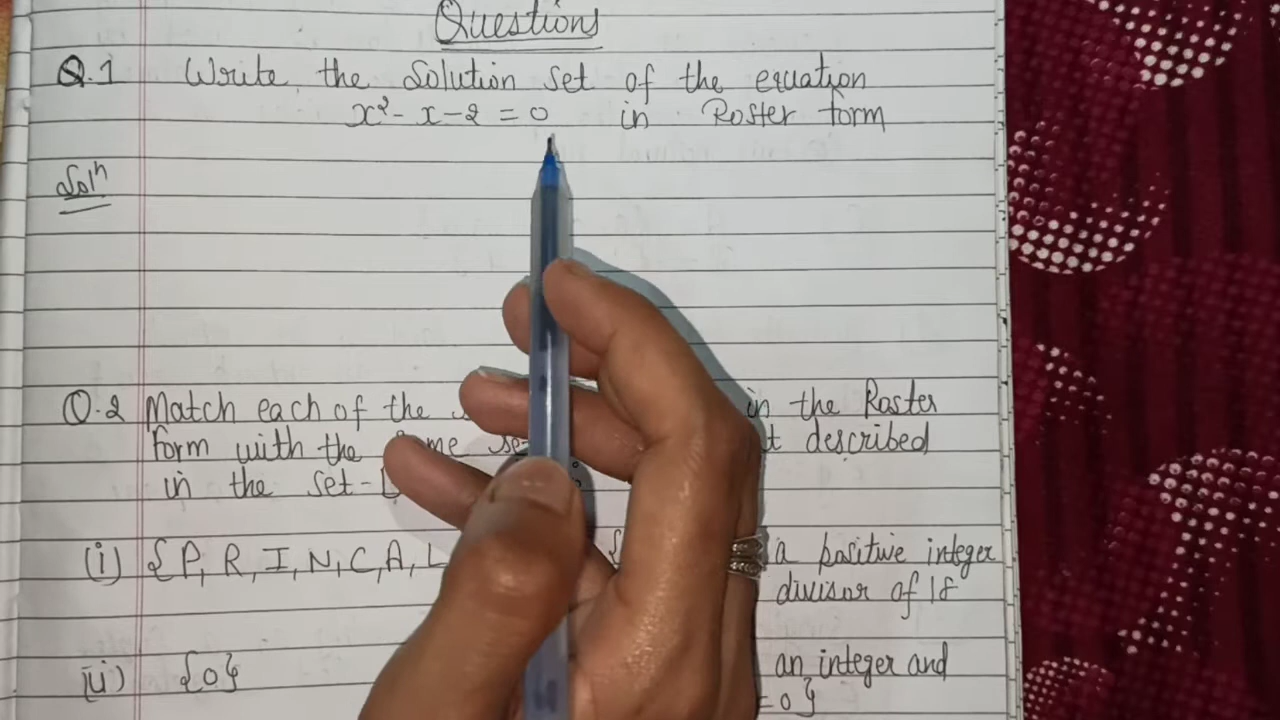 Questions
Q.1 Write the Solution set of the equation
x² - x - 2 = 0 in Roster form
Solⁿ
Q.2 Match each of the in the Roster
form with the Same described
in the set-
(i) {P, R, I, N, C, A, L { a positive integer
divisor of 18
(ii) {0} an integer and
= 0}